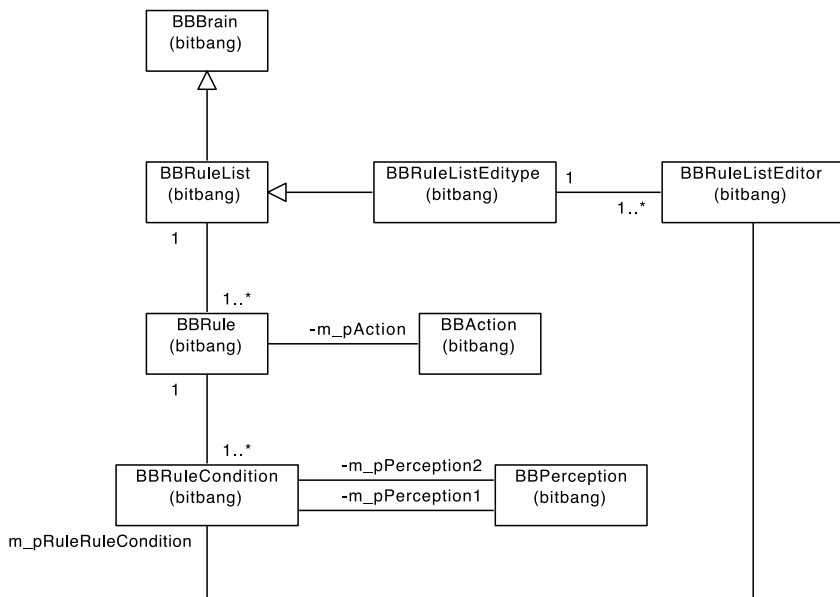 BBBrain
(bitbang)
BBRuleList
(bitbang)
BBRuleListEditype
(bitbang)
1
1..*
BBRuleListEditor
(bitbang)
1
1..*
BBRule
(bitbang)
-m_pAction
BBAction
(bitbang)
1
1..*
BBRuleCondition
(bitbang)
-m_pPerception2
-m_pPerception1
BBPerception
(bitbang)
m_pRuleRuleCondition